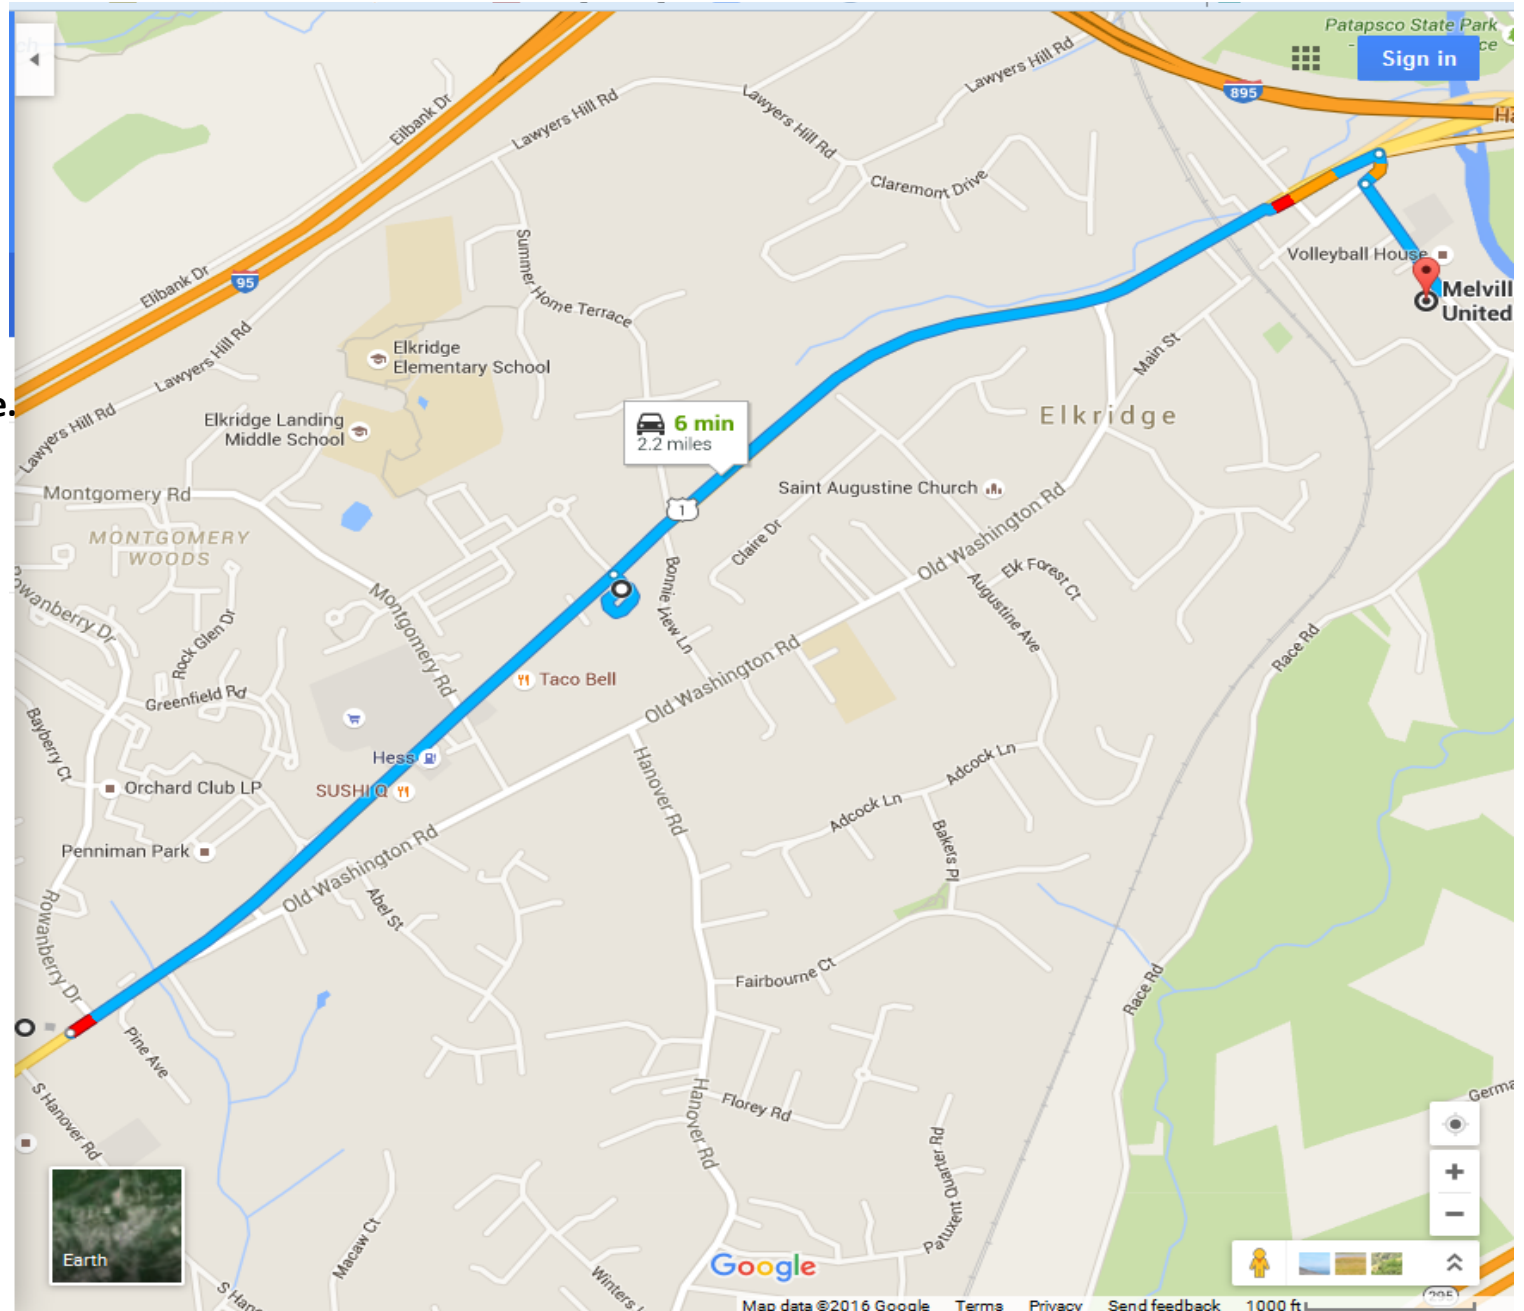 Patapsco State Park
Sign in
895
Lawyers Hill Rd
Eilbank Dr
Lawyers Hill Rd
Lawyers Hill Rd
Claremont Drive
Elibank Dr
95
Summer Home Terrace
Volleyball House
Melvill
United
Lawyers Hill Rd
Elkridge
Elementary School
Main St
e.
Lawyers Hill Rd
Elkridge Landing
Middle School
6 min
2.2 miles
Elkridge
Montgomery Rd
Saint Augustine Church
1
MONTGOMERY
WOODS
Claire Dr
Old Washington Rd
Bonnie View Ln
Elk Forest Ct
Augustine Ave
Rowanberry Dr
Rock Glen Dr
Montgomery Rd
Race Rd
Old Washington Rd
Taco Bell
Greenfield Rd
Bayberry Ct
Hess
Hanover Rd
Adcock Ln
Orchard Club LP
SUSHI Q
Adcock Ln
Penniman Park
Old Washington Rd
Bakers Pl
Abel St
Rowanberry Dr
Fairbourne Ct
Race Rd
Pine Ave
S Hanover Rd
Hanover Rd
Florey Rd
Germa
Patuxent Quarter Rd
Macaw Ct
Earth
Google
Winters L
S Hano
295
Map data ©2016 Google Terms Privacy Send feedback 1000 ft